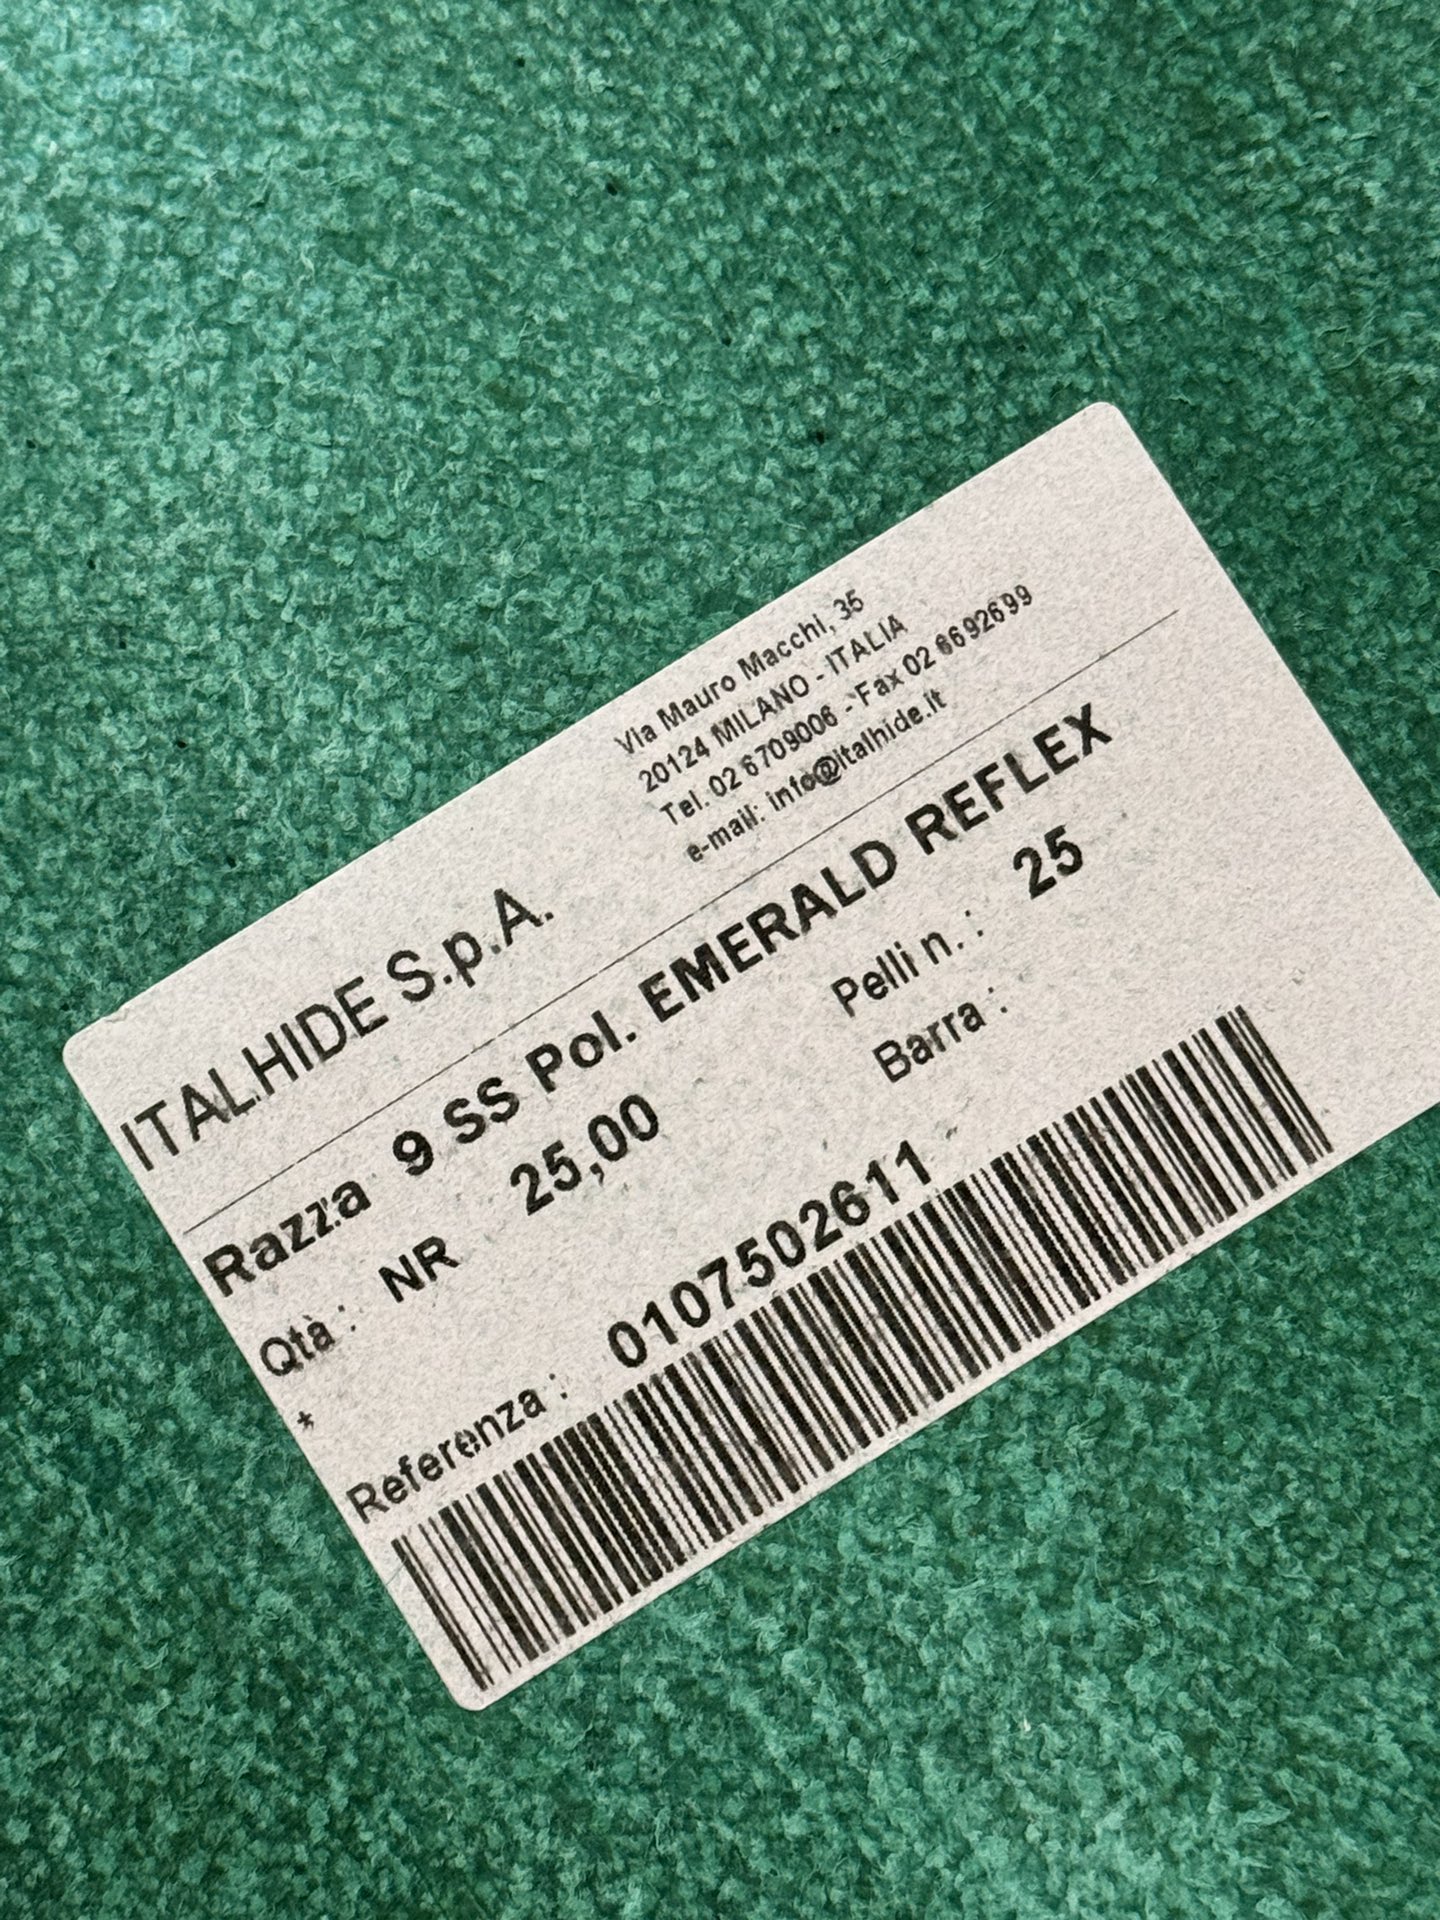 ITALHIDE S.p.A.
Via Mauro Macchi, 35
20124 MILANO - ITALIA
Tel. 02 6709006 - Fax 02 6692699
e-mail: info@italhide.it
Razza 9 SS Pol. EMERALD REFLEX
Qtà : NR 25,00 Pelli n. : 25
* Barra :
Referenza : 0107502611